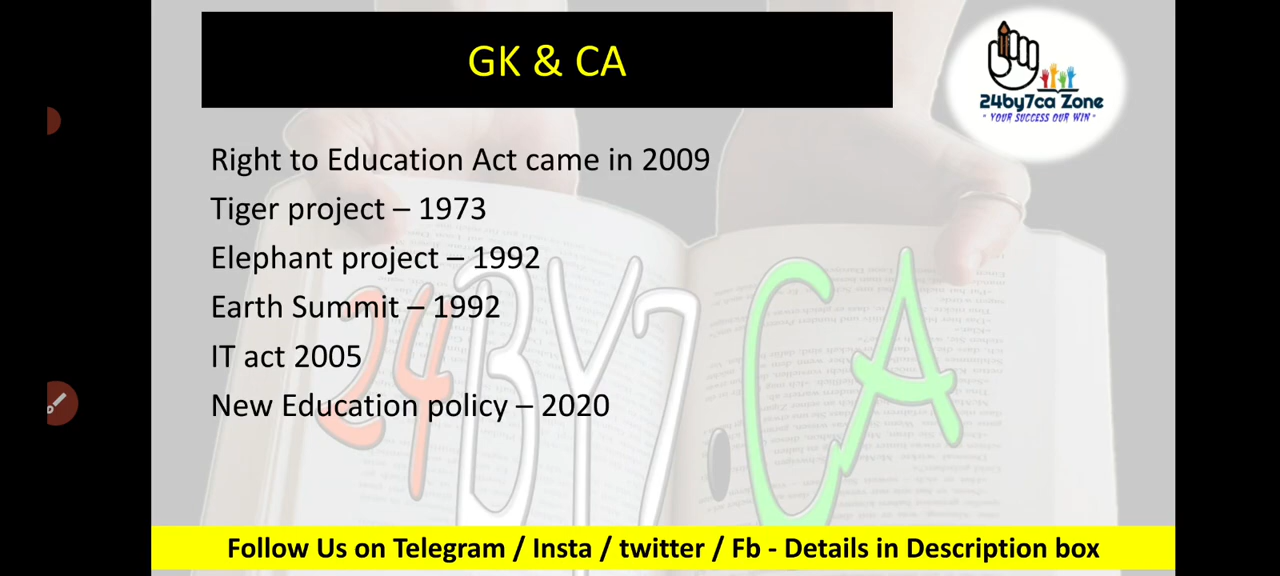 GK & CA
24by7ca Zone
" YOUR SUCCESS OUR WIN "
Right to Education Act came in 2009
Tiger project – 1973
Elephant project – 1992
Earth Summit – 1992
IT act 2005
New Education policy – 2020
24BY7.CA
Follow Us on Telegram / Insta / twitter / Fb - Details in Description box